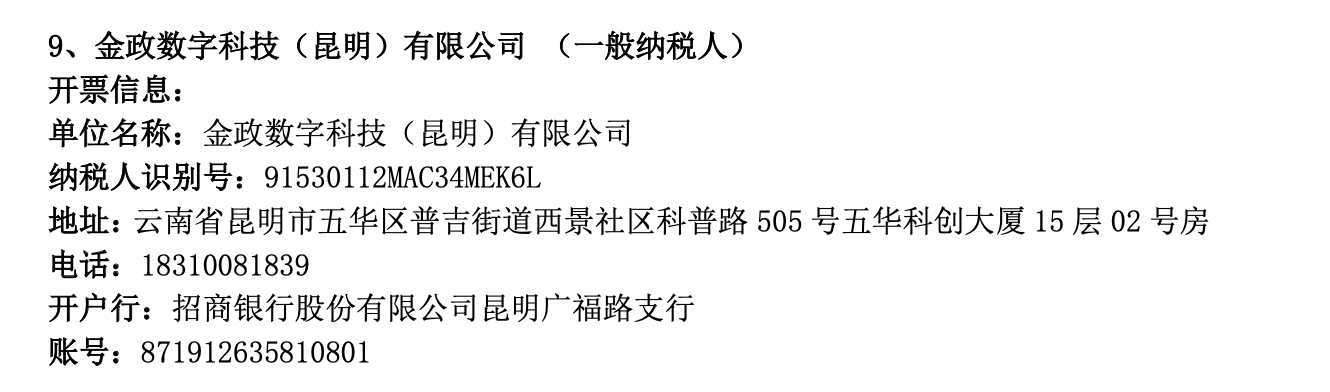 9、金政数字科技（昆明）有限公司 （一般纳税人）
开票信息：
单位名称：金政数字科技（昆明）有限公司
纳税人识别号：91530112MAC34MEK6L
地址：云南省昆明市五华区普吉街道西景社区科普路 505 号五华科创大厦 15 层 02 号房
电话：18310081839
开户行：招商银行股份有限公司昆明广福路支行
账号：871912635810801